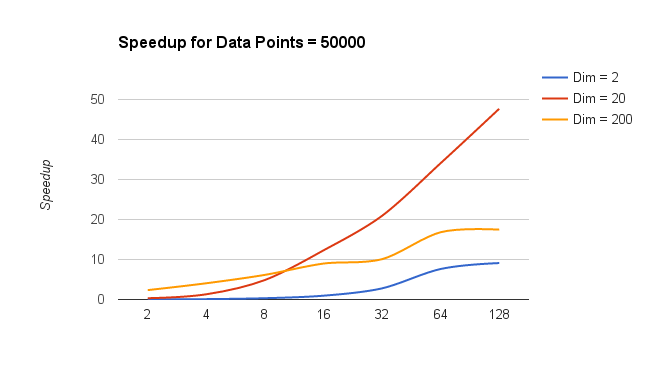 Speedup for Data Points = 50000
Dim = 2
Dim = 20
Dim = 200
Speedup
50
40
30
20
10
0
2 4 8 16 32 64 128